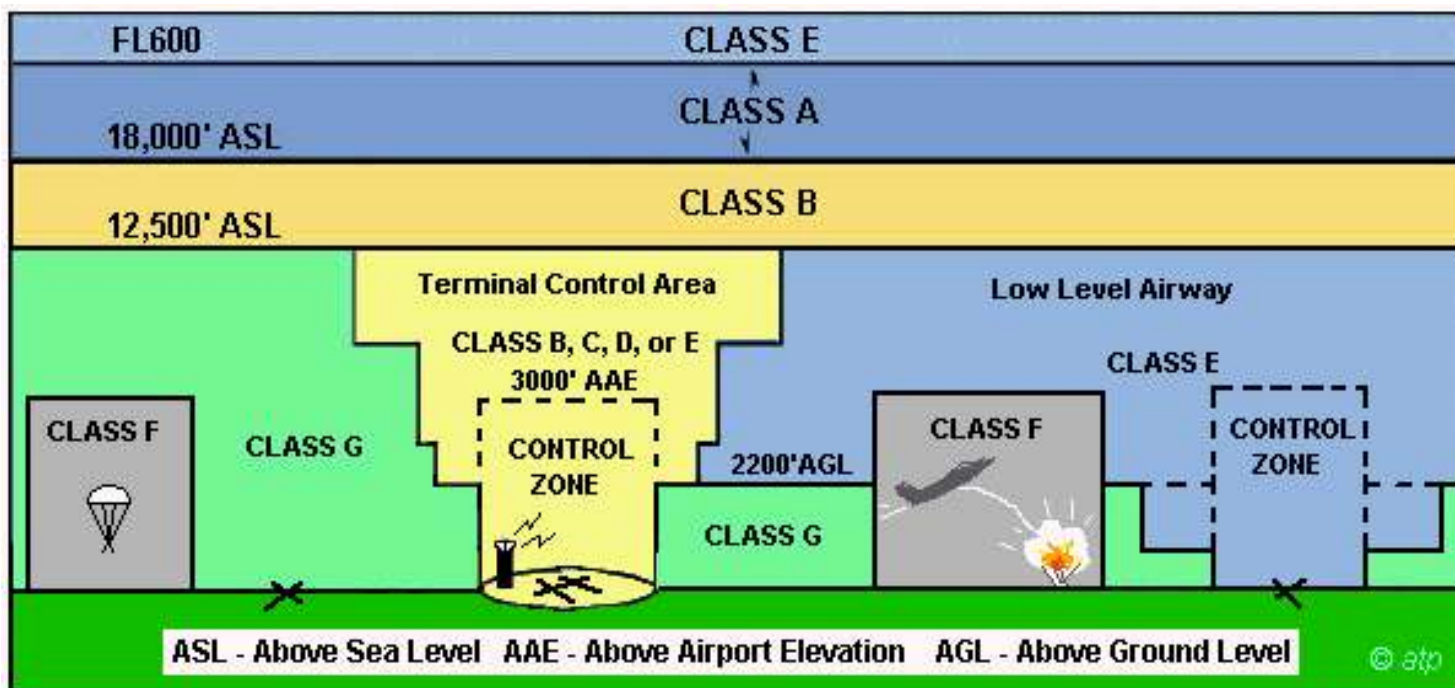 FL600 CLASS E
CLASS A
18,000' ASL
CLASS B
12,500' ASL
Terminal Control Area
Low Level Airway
CLASS B, C, D, or E
3000' AAE
CLASS E
CLASS F
CLASS G
CONTROL
ZONE
2200'AGL
CLASS F
CONTROL
ZONE
CLASS G
ASL - Above Sea Level AAE - Above Airport Elevation AGL - Above Ground Level
© atp